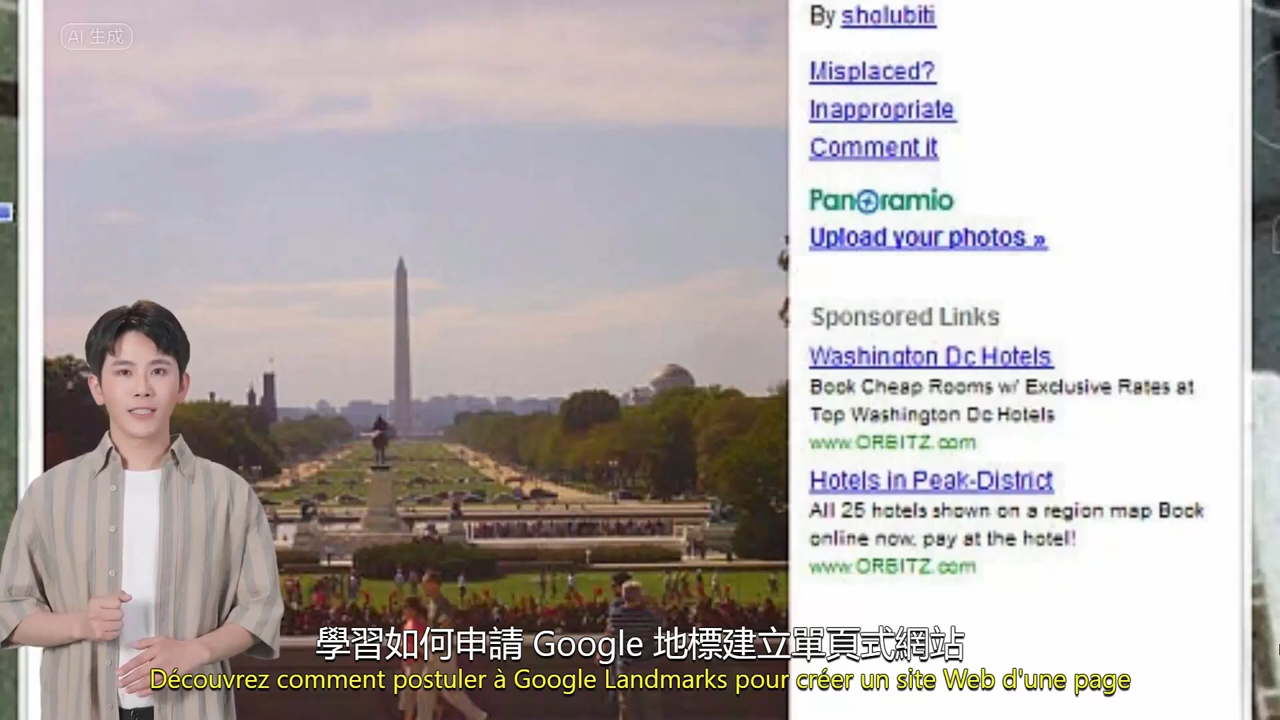 AI 生成
By sholubiti
Misplaced?
Inappropriate
Comment it
Panoramio
Upload your photos »
Sponsored Links
Washington Dc Hotels
Book Cheap Rooms w/ Exclusive Rates at
Top Washington Dc Hotels
www.ORBITZ.com
Hotels in Peak-District
All 25 hotels shown on a region map Book
online now, pay at the hotel!
www.ORBITZ.com
學習如何申請 Google 地標建立單頁式網站
Découvrez comment postuler à Google Landmarks pour créer un site Web d'une page